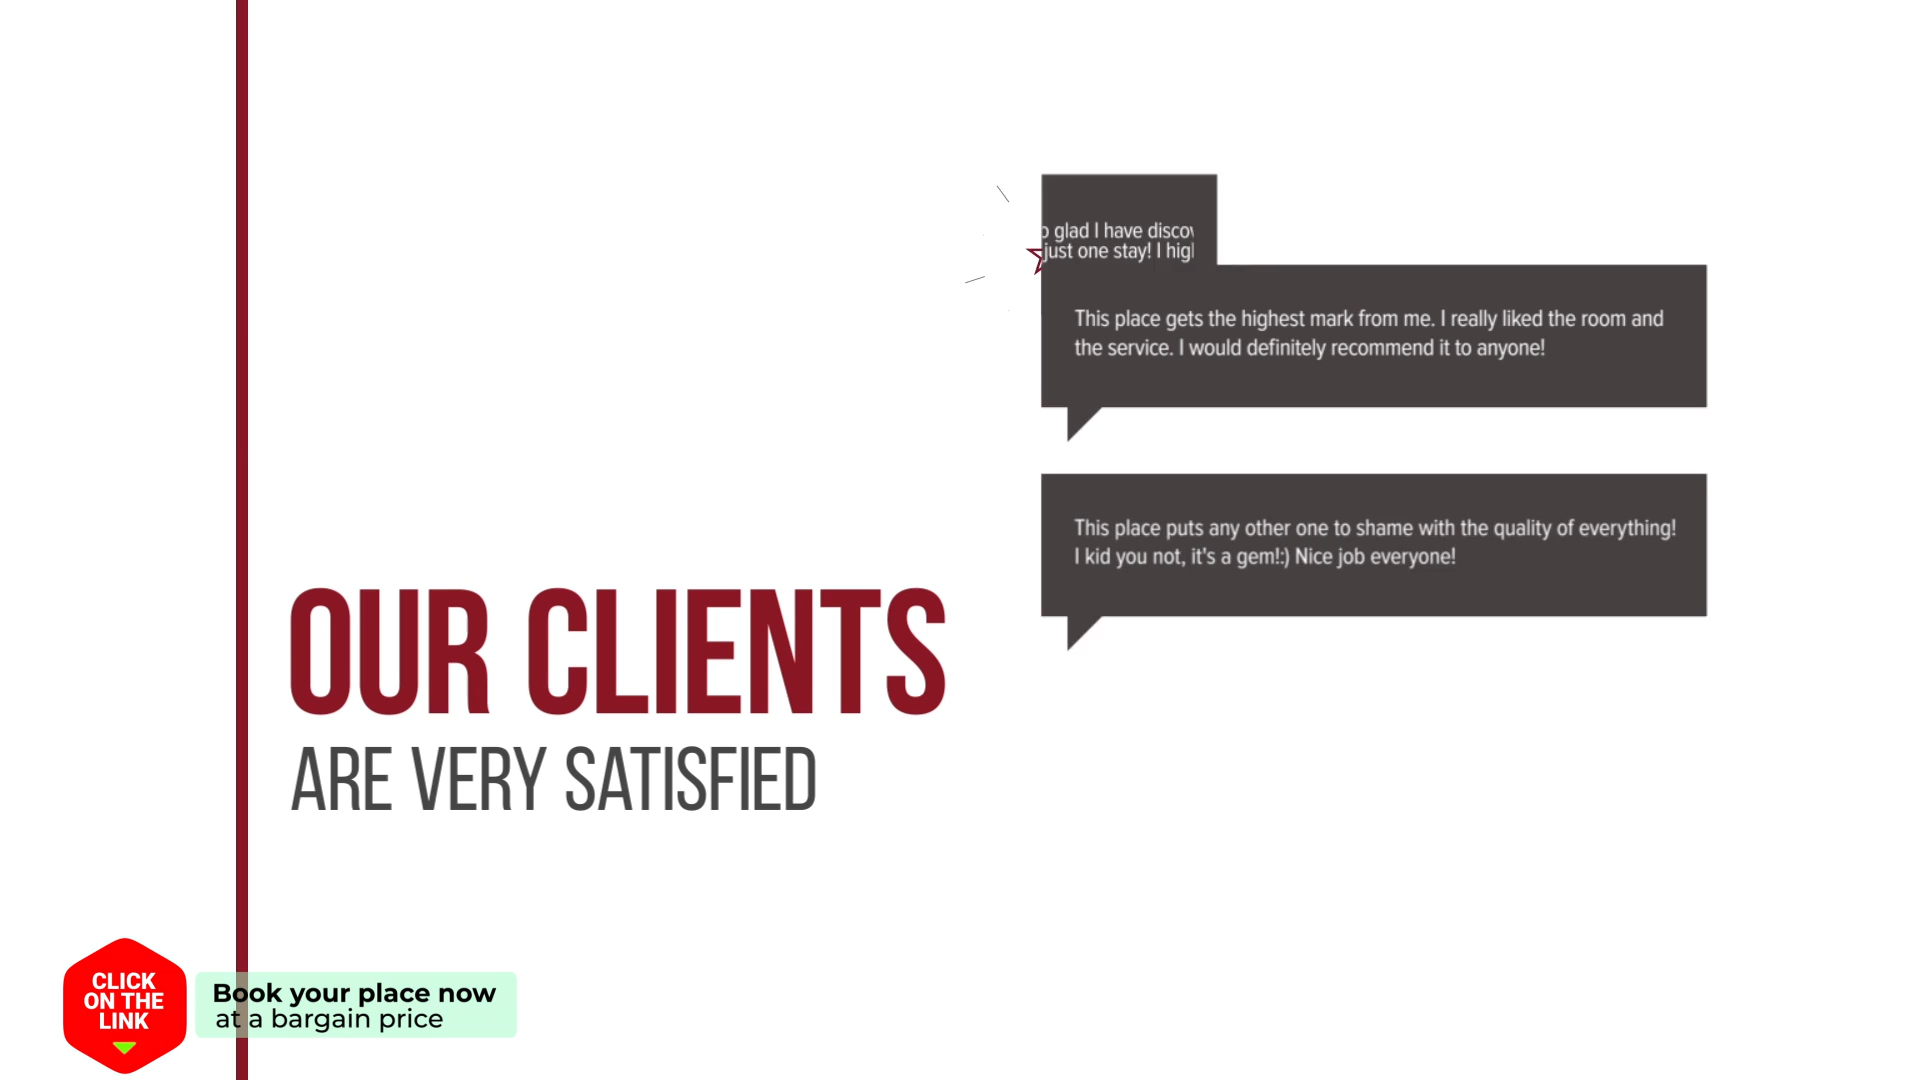 glad I have
just one stay! I
This place gets the highest mark from me. I really liked the room and
the service. I would definitely recommend it to anyone!
This place puts any other one to shame with the quality of everything!
I kid you not, it's a gem!:) Nice job everyone!
OUR CLIENTS
ARE VERY SATISFIED
CLICK
ON THE
LINK
Book your place now
at a bargain price